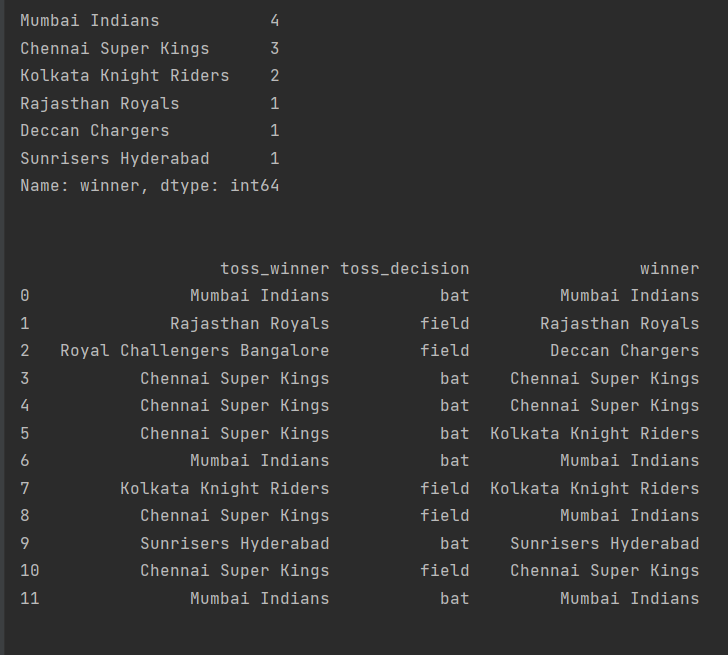 Mumbai Indians           4
Chennai Super Kings      3
Kolkata Knight Riders    2
Rajasthan Royals         1
Deccan Chargers          1
Sunrisers Hyderabad      1
Name: winner, dtype: int64
                    toss_winner toss_decision                 winner
0                Mumbai Indians           bat         Mumbai Indians
1              Rajasthan Royals         field       Rajasthan Royals
2   Royal Challengers Bangalore         field        Deccan Chargers
3           Chennai Super Kings           bat    Chennai Super Kings
4           Chennai Super Kings           bat    Chennai Super Kings
5           Chennai Super Kings           bat  Kolkata Knight Riders
6                Mumbai Indians           bat         Mumbai Indians
7         Kolkata Knight Riders         field  Kolkata Knight Riders
8           Chennai Super Kings         field         Mumbai Indians
9           Sunrisers Hyderabad           bat    Sunrisers Hyderabad
10          Chennai Super Kings         field    Chennai Super Kings
11               Mumbai Indians           bat         Mumbai Indians